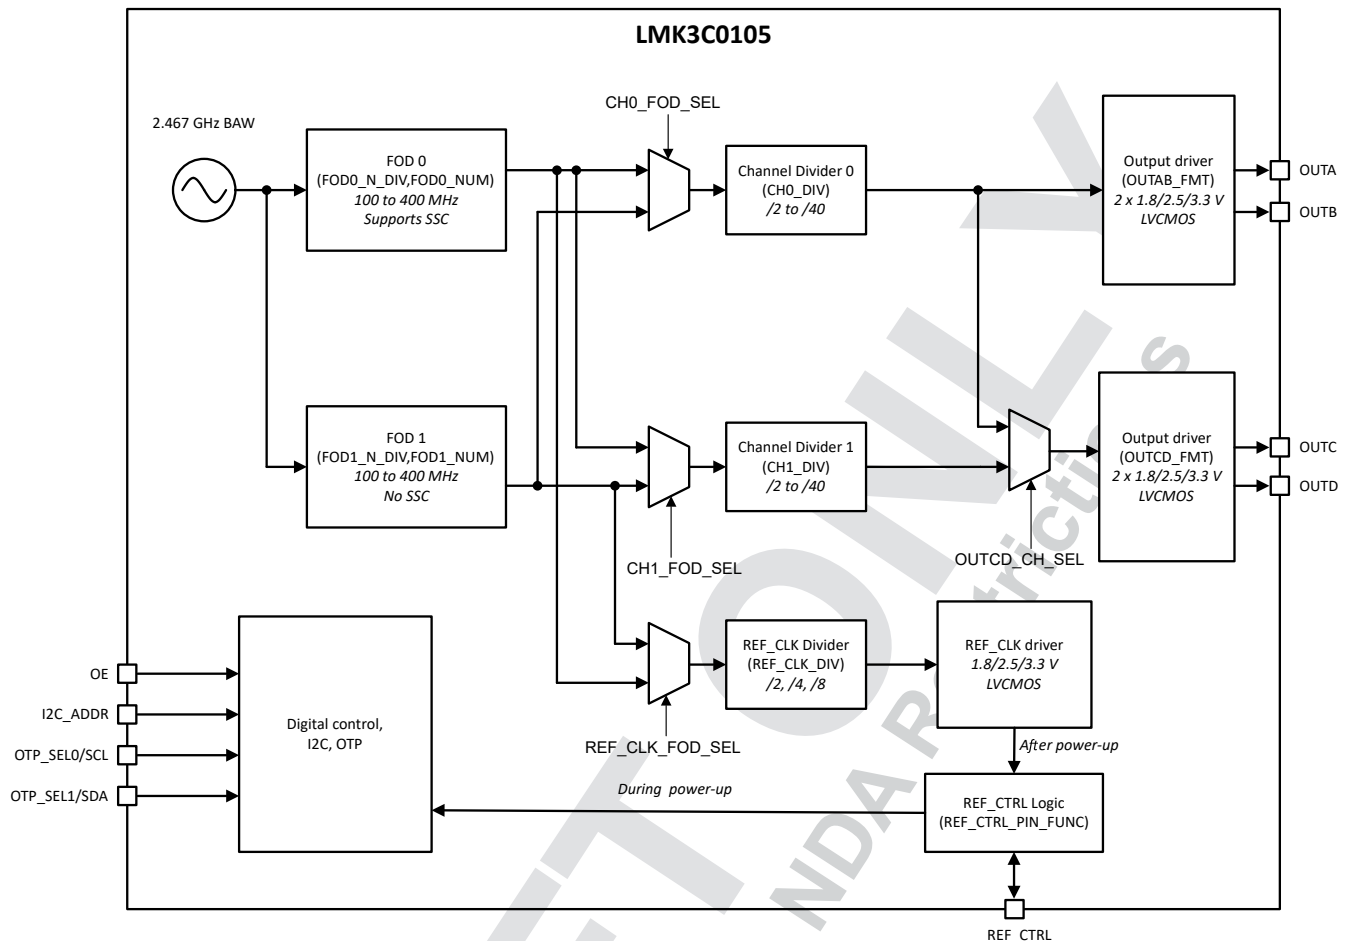 LMK3C0105
CH0_FOD_SEL
2.467 GHz BAW
FOD 0
(FOD0_N_DIV,FOD0_NUM)
100 to 400 MHz
Supports SSC
Channel Divider 0
(CH0_DIV)
/2 to /40
Output driver
(OUTAB_FMT)
2 x 1.8/2.5/3.3 V
LVCMOS
OUTA
OUTB
FOD 1
(FOD1_N_DIV,FOD1_NUM)
100 to 400 MHz
No SSC
Channel Divider 1
(CH1_DIV)
/2 to /40
Output driver
(OUTCD_FMT)
2 x 1.8/2.5/3.3 V
LVCMOS
OUTC
OUTD
CH1_FOD_SEL
OUTCD_CH_SEL
REF_CLK Divider
(REF_CLK_DIV)
/2, /4, /8
REF_CLK driver
1.8/2.5/3.3 V
LVCMOS
OE
I2C_ADDR
OTP_SEL0/SCL
OTP_SEL1/SDA
Digital control,
I2C, OTP
REF_CLK_FOD_SEL
After power-up
During power-up
REF_CTRL Logic
(REF_CTRL_PIN_FUNC)
REF_CTRL
ONLY
NDA